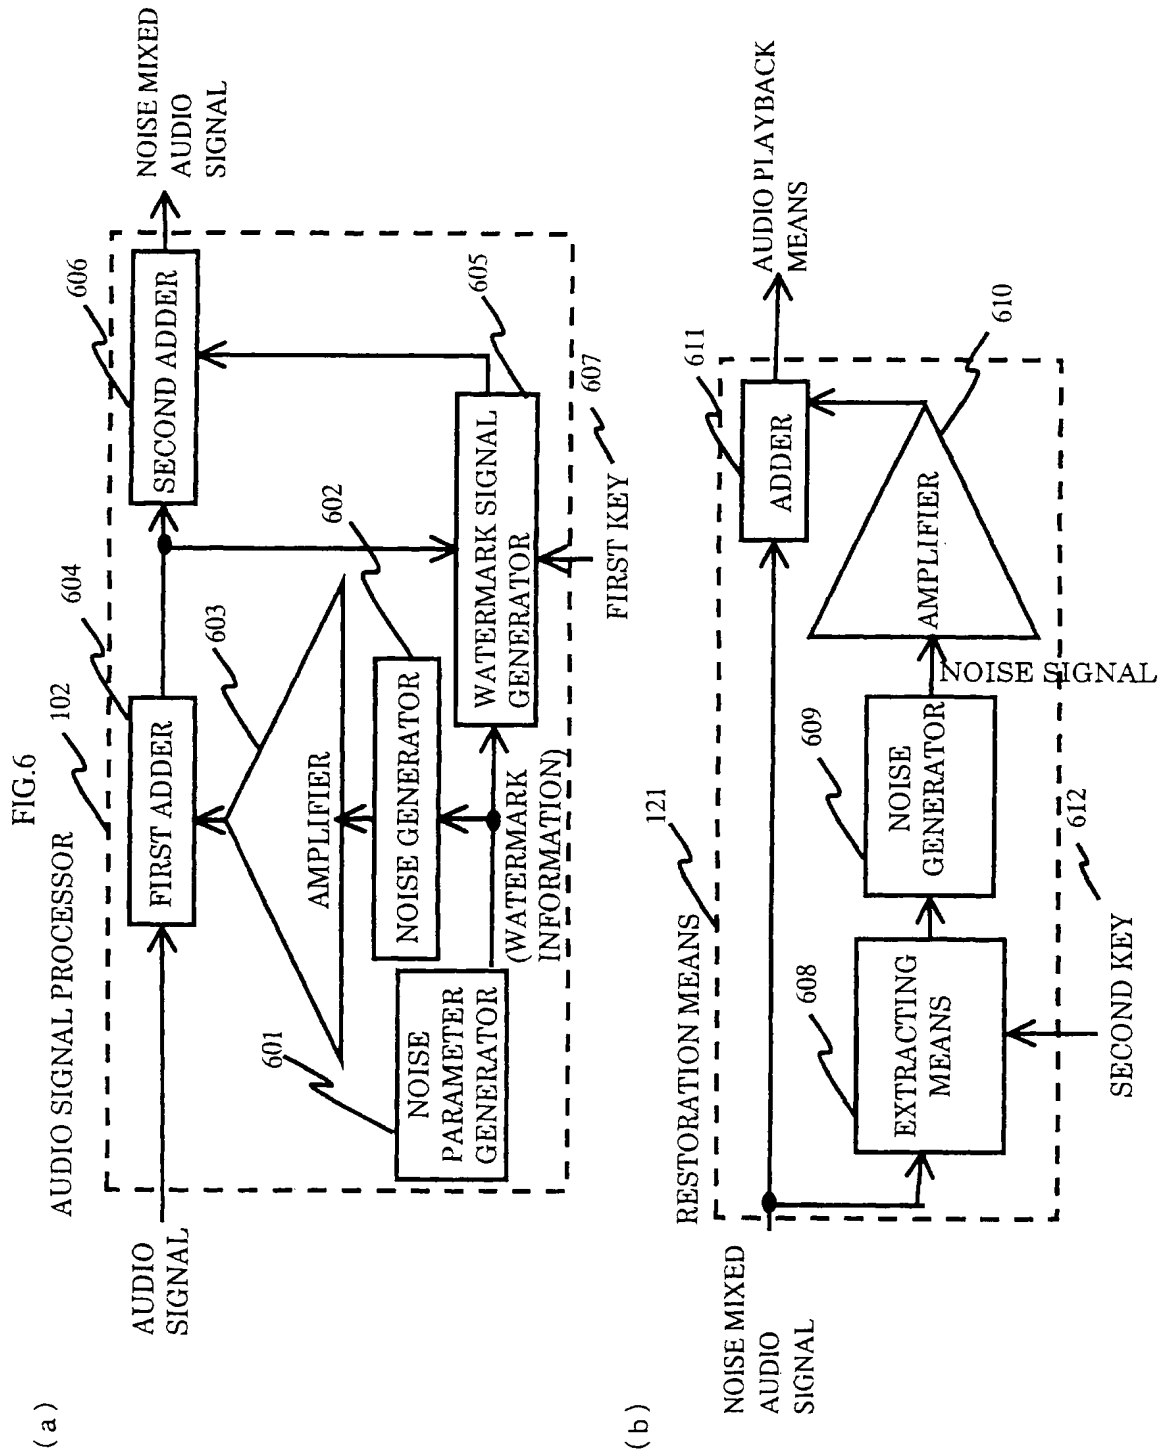 FIG.6
(a)
AUDIO SIGNAL PROCESSOR
102
AUDIO
SIGNAL
FIRST ADDER
604
SECOND ADDER
606
NOISE MIXED
AUDIO
SIGNAL
603
AMPLIFIER
602
NOISE GENERATOR
601
NOISE
PARAMETER
GENERATOR
(WATERMARK
INFORMATION)
WATERMARK SIGNAL
GENERATOR
605
FIRST KEY
607
(b)
RESTORATION MEANS
121
NOISE MIXED
AUDIO
SIGNAL
ADDER
611
AUDIO PLAYBACK
MEANS
608
EXTRACTING
MEANS
609
NOISE
GENERATOR
NOISE SIGNAL
AMPLIFIER
610
SECOND KEY
612